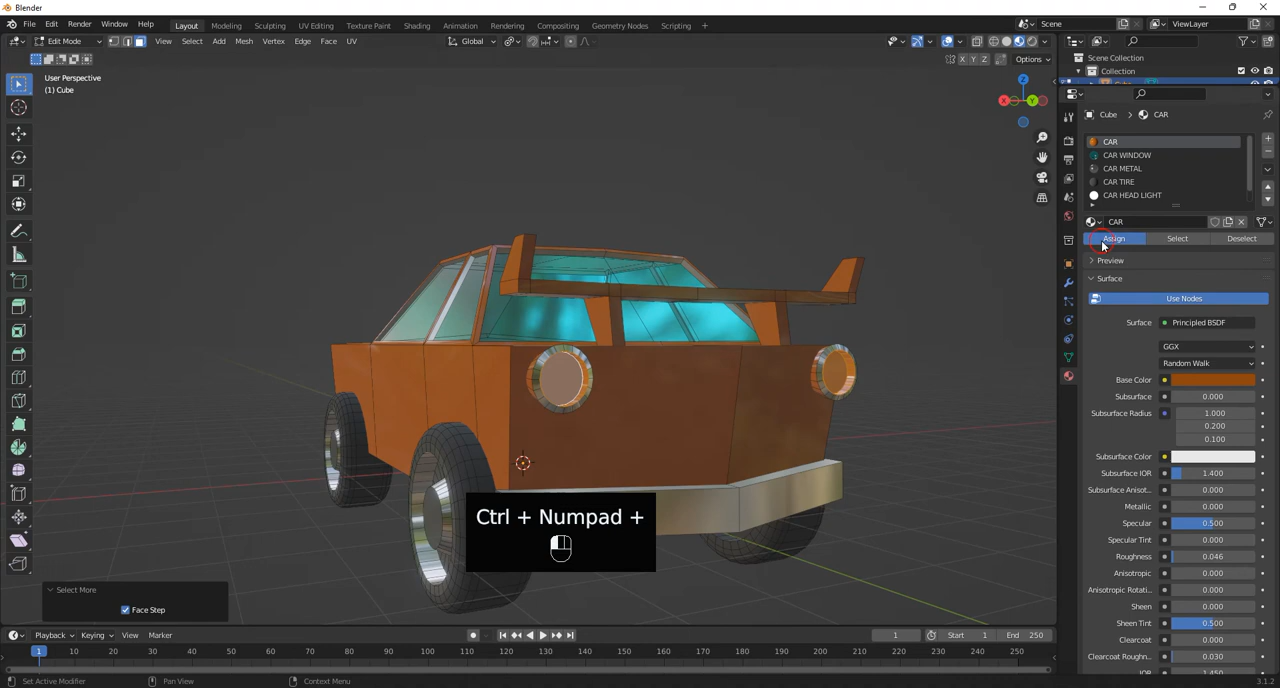 Blender
File Edit Render Window Help Layout Modeling Sculpting UV Editing Texture Paint Shading Animation Rendering Compositing Geometry Nodes Scripting + Scene ViewLayer
Edit Mode View Select Add Mesh Vertex Edge Face UV Global
X Y Z Options
User Perspective
(1) Cube
Z
X Y
Scene Collection
Collection
Cube > CAR
CAR
CAR WINDOW
CAR METAL
CAR TIRE
CAR HEAD LIGHT
CAR
Assign Select Deselect
Preview
Surface
Use Nodes
Surface Principled BSDF
GGX
Random Walk
Base Color
Subsurface 0.000
Subsurface Radius 1.000
0.200
0.100
Subsurface Color
Subsurface IOR 1.400
Subsurface Anisot... 0.000
Metallic 0.000
Specular 0.500
Specular Tint 0.000
Roughness 0.046
Anisotropic 0.000
Anisotropic Rotati... 0.000
Sheen 0.000
Sheen Tint 0.500
Clearcoat 0.000
Clearcoat Roughn... 0.030
IOR 1.450
Ctrl + Numpad +
Select More
Face Step
Playback Keying View Marker 1 Start 1 End 250
1 10 20 30 40 50 60 70 80 90 100 110 120 130 140 150 160 170 180 190 200 210 220 230 240 250
Set Active Modifier Pan View Context Menu 3.1.2